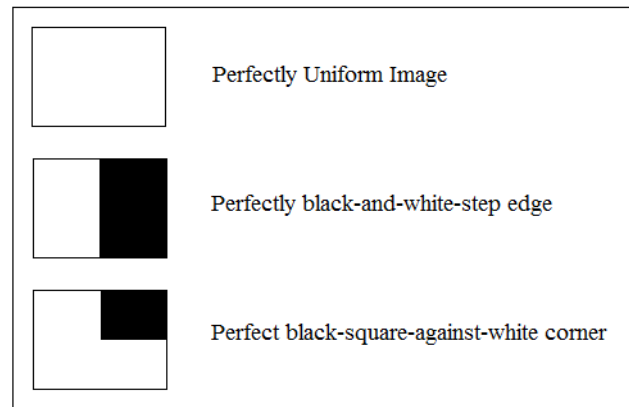 Perfectly Uniform Image
Perfectly black-and-white-step edge
Perfect black-square-against-white corner